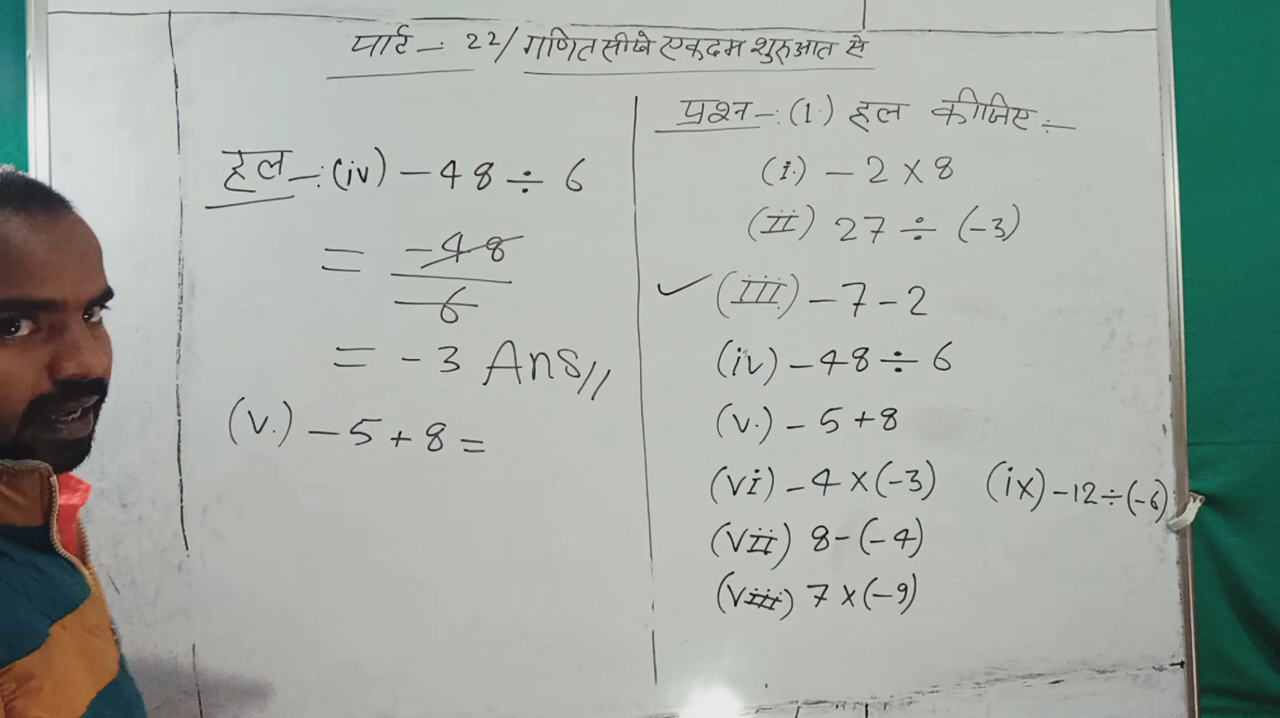 पार्ट -: 22/ गणित सीखे एकदम शुरुआत से
हल -: (iv) - 48 ÷ 6
= -48/6
= -3 Ans//
(v.) - 5 + 8 =
प्रश्न -: (1.) हल कीजिए :-
(i.) - 2 × 8
(ii) 27 ÷ (-3)
✓ (iii) - 7 - 2
(iv) - 48 ÷ 6
(v.) - 5 + 8
(vi) - 4 × (-3)
(ix) - 12 ÷ (-6)
(vii) 8 - (-4)
(viii) 7 × (-9)